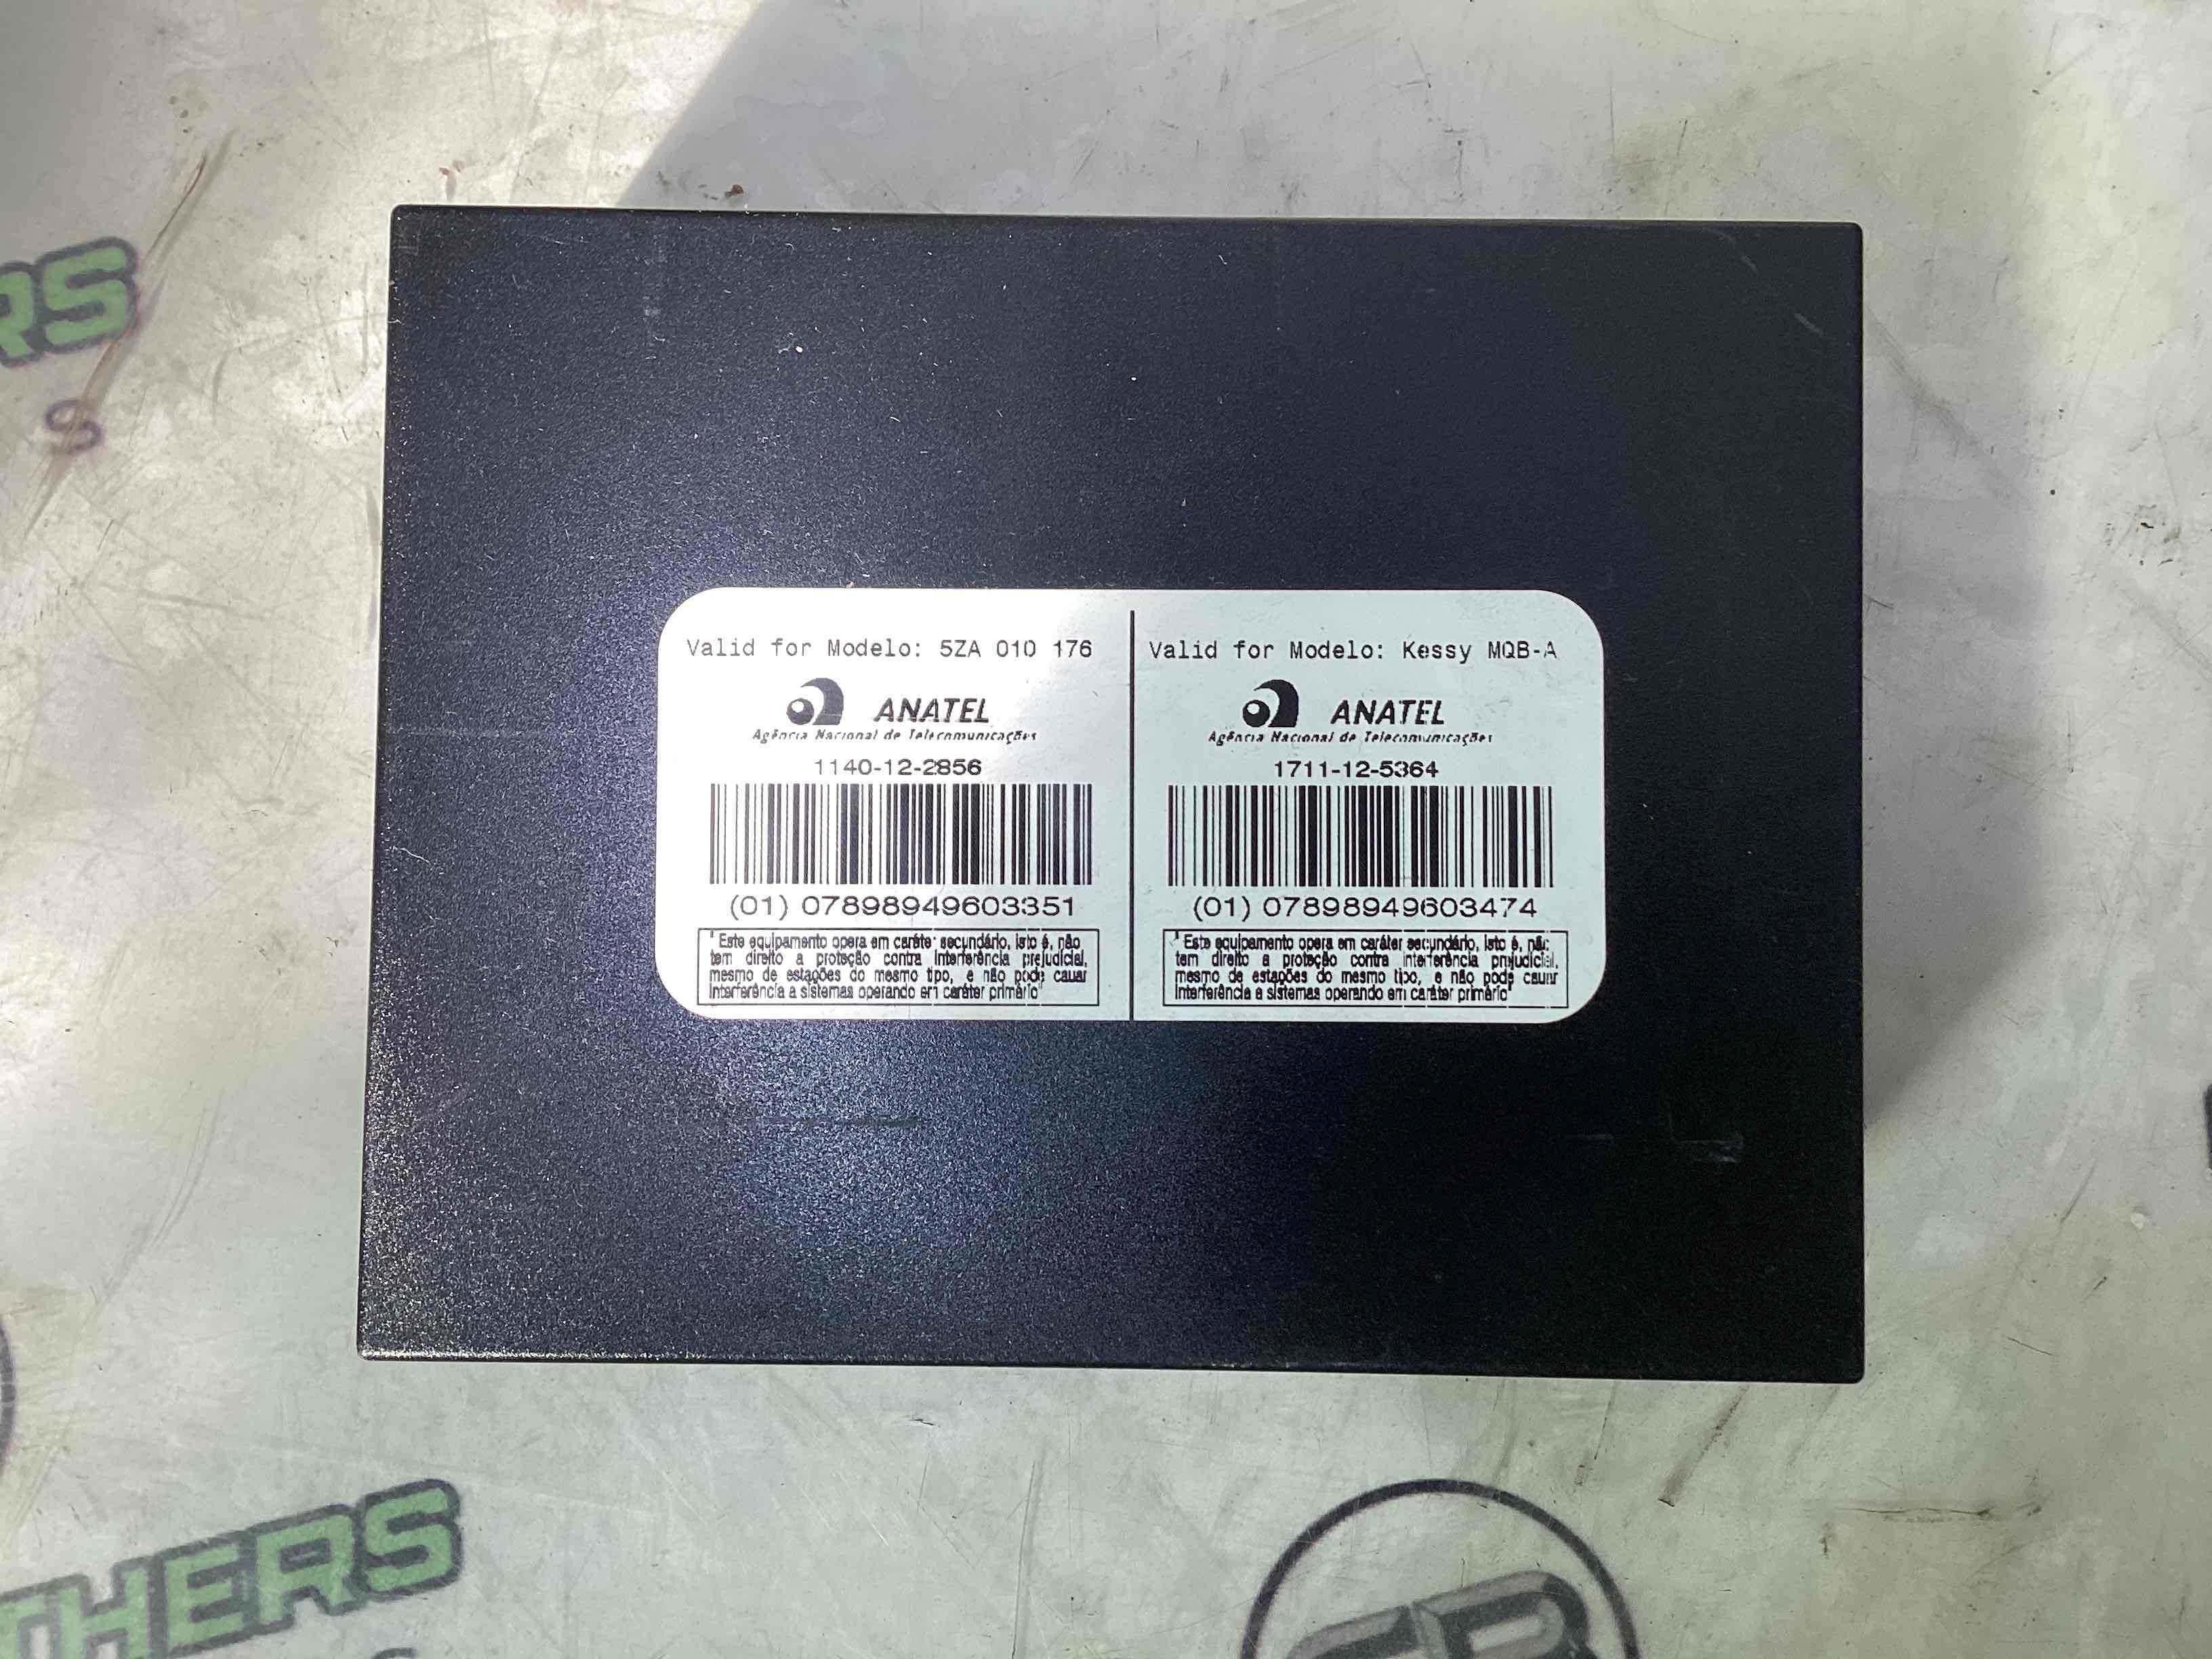 RS
S
Valid for Modelo: 5ZA 010 176
ANATEL
Agência Nacional de Telecomunicações
1140-12-2856
(01) 07898949603351
"Este equipamento opera em caráter secundário, isto é, não
tem direito a proteção contra interferência prejudicial,
mesmo de estações do mesmo tipo, e não pode causar
interferência a sistemas operando em caráter primário"
Valid for Modelo: Kessy MQB-A
ANATEL
Agência Nacional de Telecomunicações
1711-12-5364
(01) 07898949603474
"Este equipamento opera em caráter secundário, isto é, não
tem direito a proteção contra interferência prejudicial,
mesmo de estações do mesmo tipo, e não pode causar
interferência a sistemas operando em caráter primário"
THERS